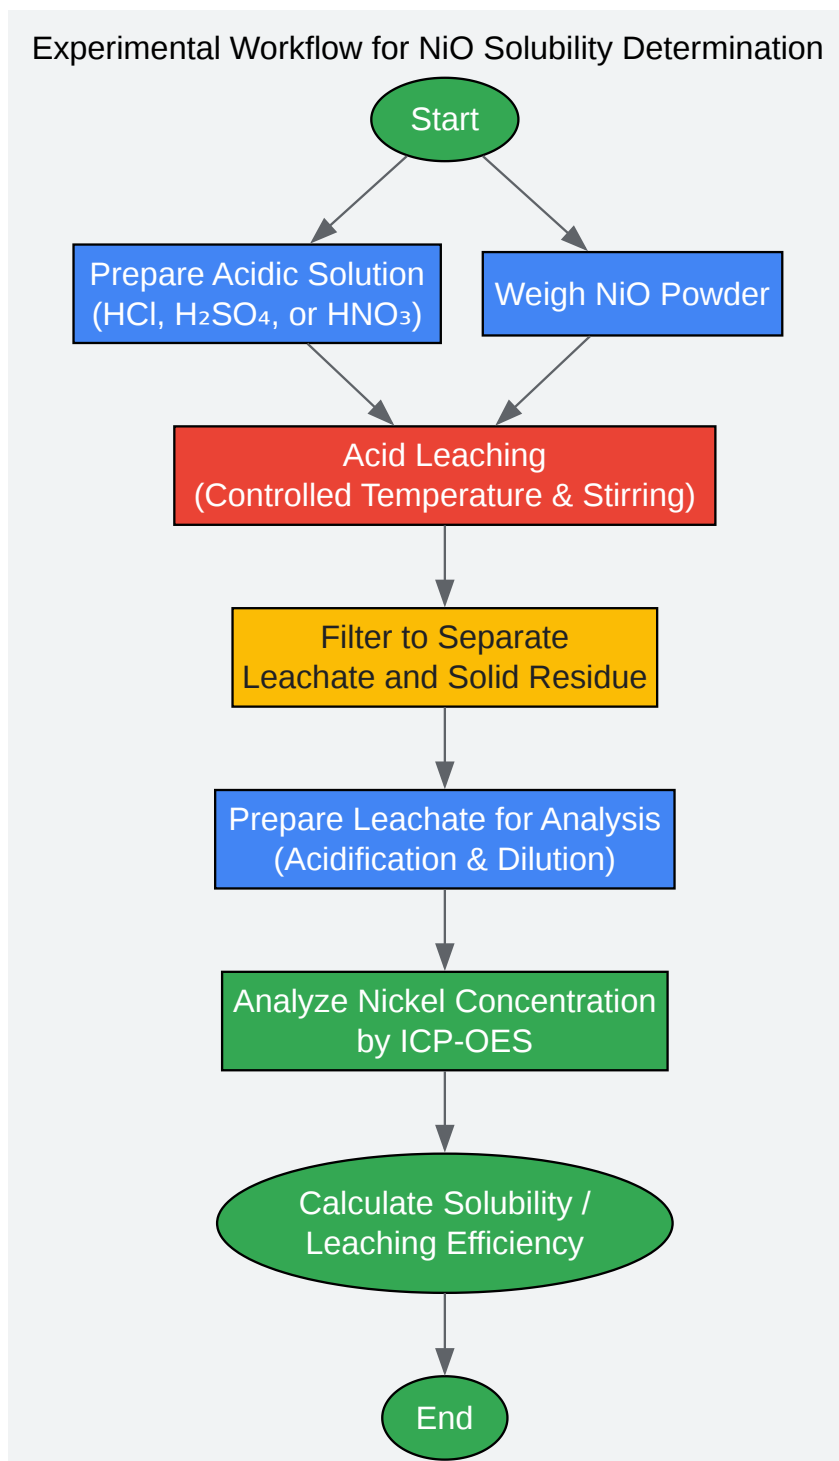 Experimental Workflow for NiO Solubility Determination
Start
Prepare Acidic Solution
(HCl, H₂SO₄, or HNO₃)
Weigh NiO Powder
Acid Leaching
(Controlled Temperature & Stirring)
Filter to Separate
Leachate and Solid Residue
Prepare Leachate for Analysis
(Acidification & Dilution)
Analyze Nickel Concentration
by ICP-OES
Calculate Solubility /
Leaching Efficiency
End